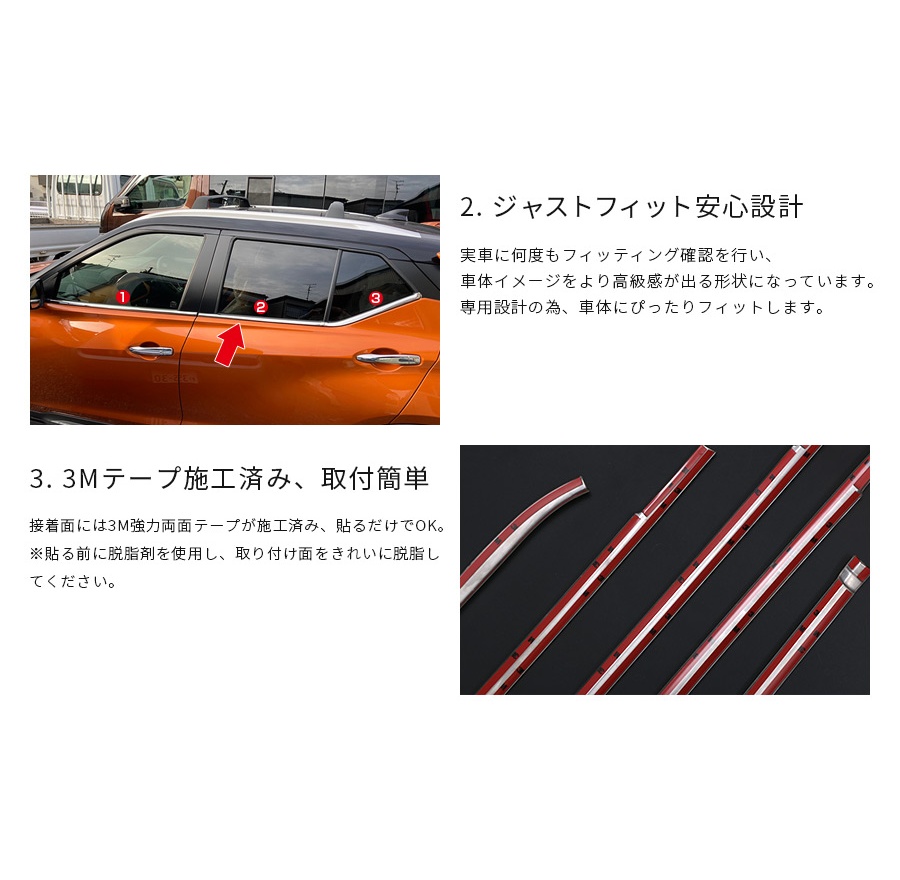 2. ジャストフィット安心設計
実車に何度もフィッティング確認を行い、
車体イメージをより高級感が出る形状になっています。
専用設計の為、車体にぴったりフィットします。
1
2
3
3. 3Mテープ施工済み、取付簡単
接着面には3M強力両面テープが施工済み、貼るだけでOK。
※貼る前に脱脂剤を使用し、取り付け面をきれいに脱脂し
てください。